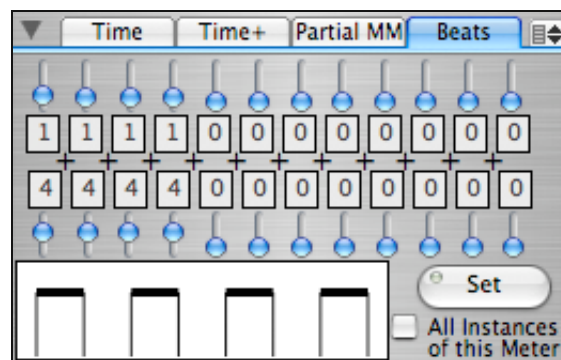 Time Time+ Partial MM Beats
1 1 1 1 0 0 0 0 0 0 0 0
+ + + + + + + + + + +
4 4 4 4 0 0 0 0 0 0 0 0
Set
All Instances
of this Meter